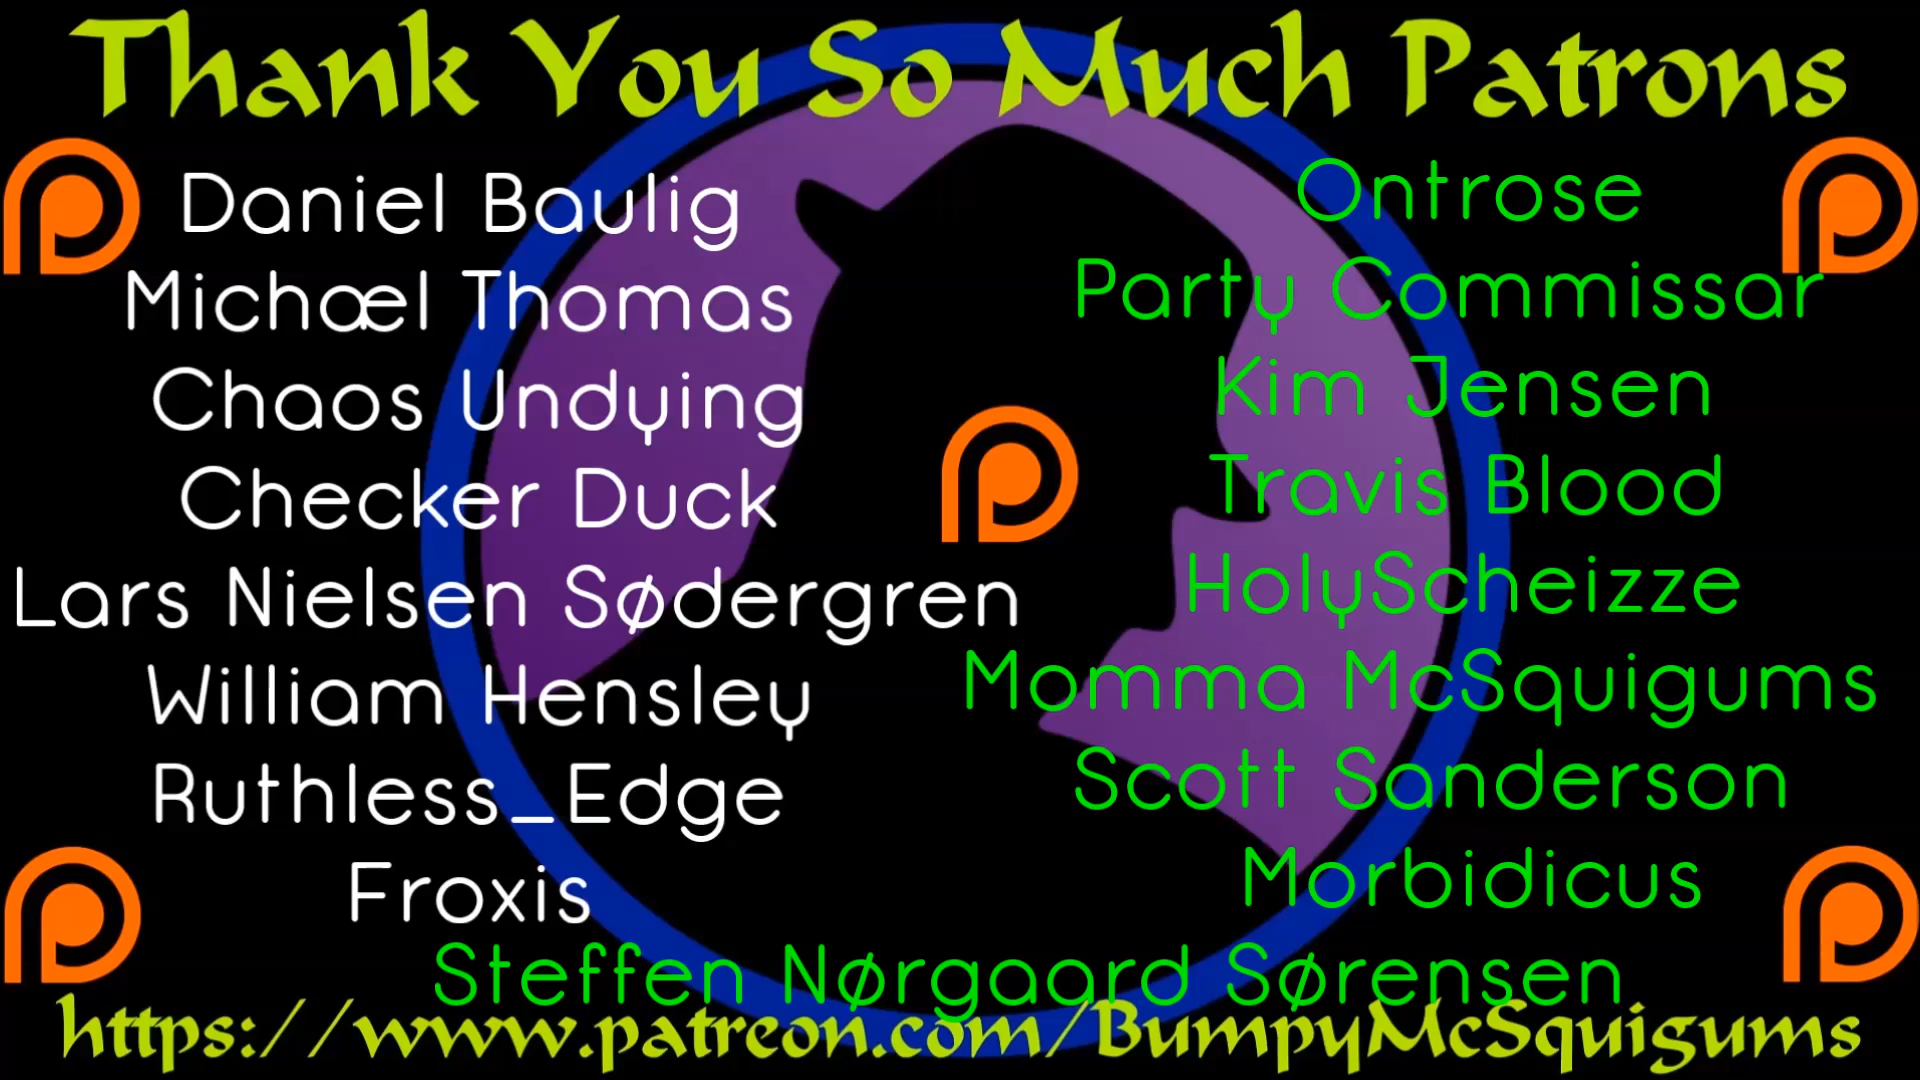 Thank You So Much Patrons
Daniel Baulig
Michæl Thomas
Chaos Undying
Checker Duck
Lars Nielsen Sødergren
William Hensley
Ruthless_Edge
Froxis
Ontrose
Party Commissar
Kim Jensen
Travis Blood
HolyScheizze
Momma McSquigums
Scott Sanderson
Morbidicus
Steffen Nørgaard Sørensen
https://www.patreon.com/BumpyMcSquigums